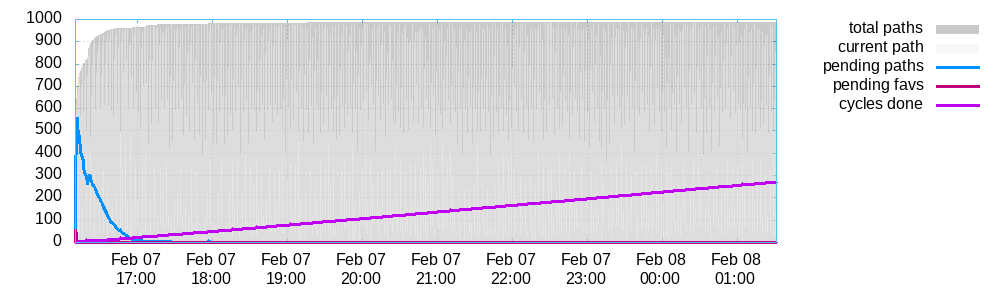 1000
900
800
700
600
500
400
300
200
100
0
Feb 07 Feb 07 Feb 07 Feb 07 Feb 07 Feb 07 Feb 07 Feb 08 Feb 08
17:00 18:00 19:00 20:00 21:00 22:00 23:00 00:00 01:00
total paths
current path
pending paths
pending favs
cycles done